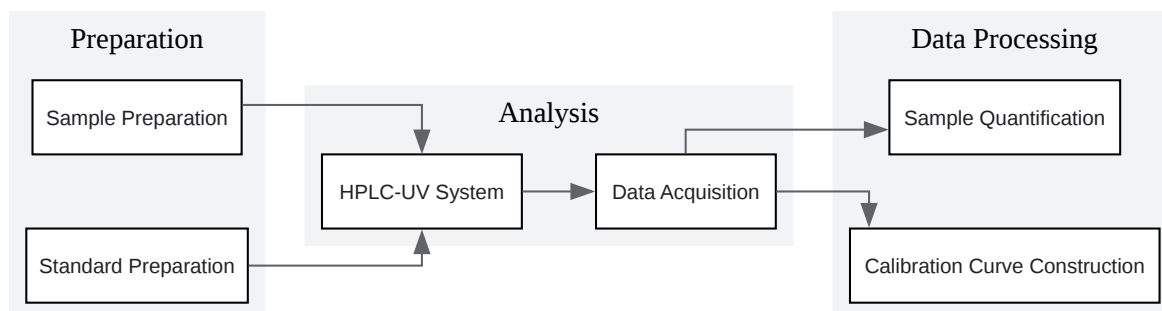 Preparation
Sample Preparation
Standard Preparation
Analysis
HPLC-UV System
Data Acquisition
Data Processing
Sample Quantification
Calibration Curve Construction